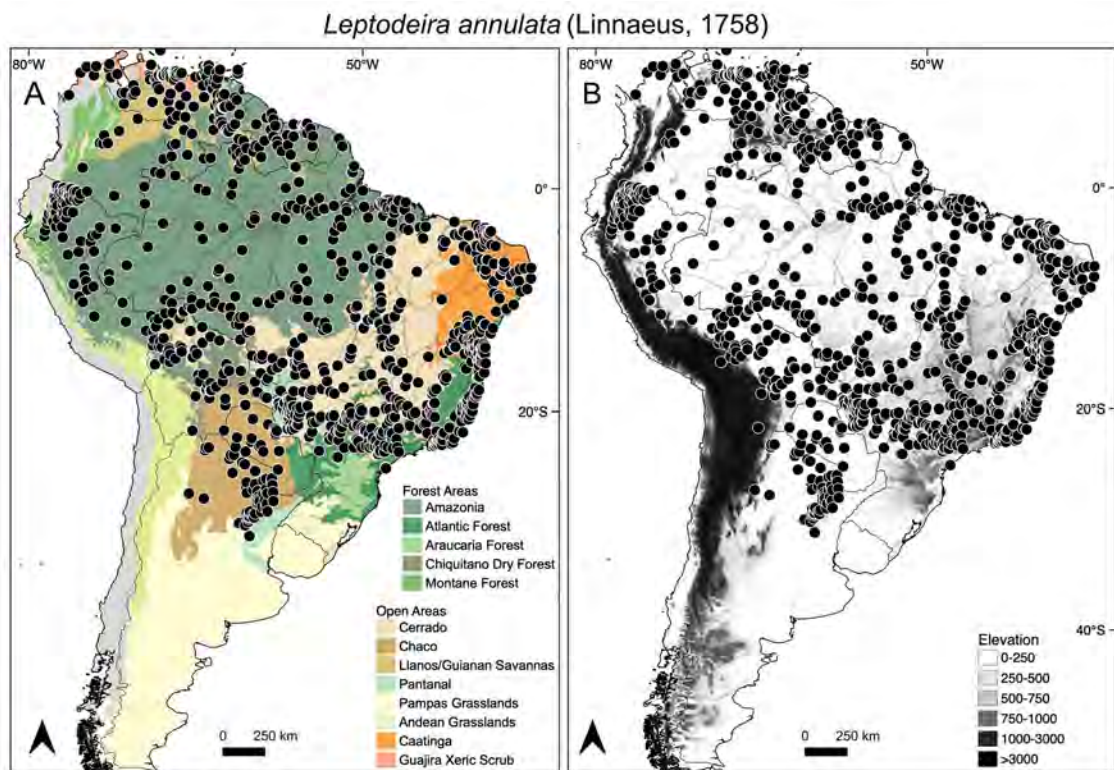 Leptodeira annulata (Linnaeus, 1758)
80°W
50°W
A
0°
20°S
Forest Areas
Amazonia
Atlantic Forest
Araucaria Forest
Chiquitano Dry Forest
Montane Forest
Open Areas
Cerrado
Chaco
Llanos/Guianan Savannas
Pantanal
Pampas Grasslands
Andean Grasslands
Caatinga
Guajira Xeric Scrub
0 250 km
80°W
50°W
B
0°
20°S
40°S
Elevation
0-250
250-500
500-750
750-1000
1000-3000
>3000
0 250 km